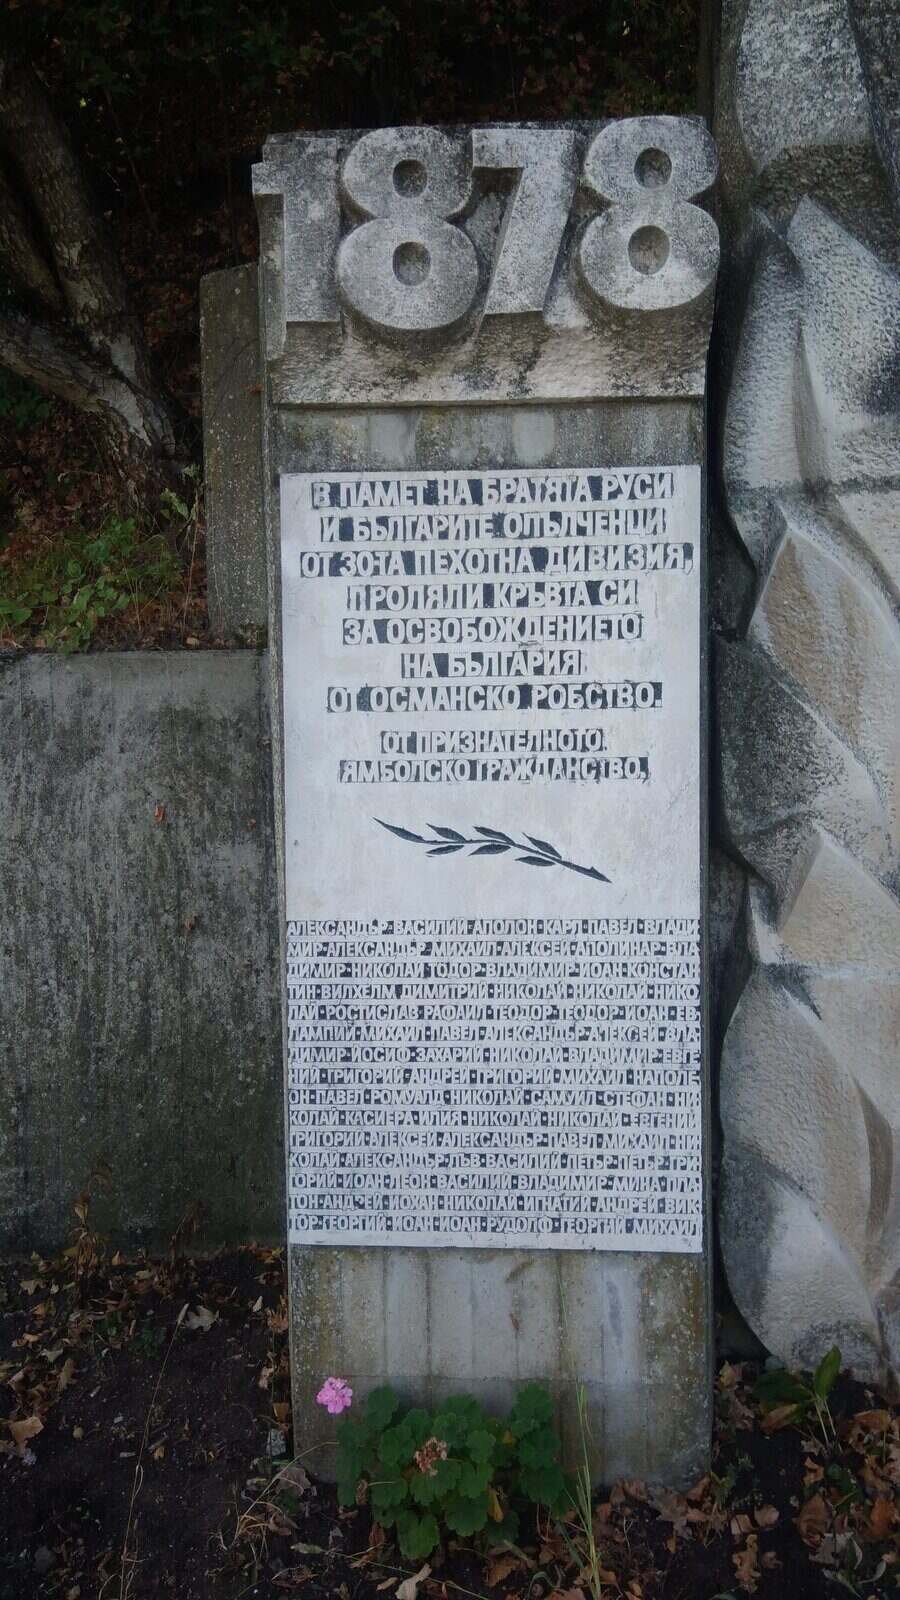 1878
В ПАМЕТ НА БРАТЯТА РУСИ
И БЪЛГАРИТЕ ОПЪЛЧЕНЦИ
ОТ 30ТА ПЕХОТНА ДИВИЗИЯ,
ПРОЛЯЛИ КРЪВТА СИ
ЗА ОСВОБОЖДЕНИЕТО
НА БЪЛГАРИЯ
ОТ ОСМАНСКО РОБСТВО.
ОТ ПРИЗНАТЕЛНОТО
ЯМБОЛСКО ГРАЖДАНСТВО,
АЛЕКСАНДЪР·ВАСИЛИЙ·АПОЛОН·КАРЛ·ПАВЕЛ·ВЛАДИ
МИР·АЛЕКСАНДЪР·МИХАИЛ·АЛЕКСЕЙ·АПОЛИНАР·ВЛА
ДИМИР·НИКОЛАЙ·ТОДОР·ВЛАДИМИР·ИОАН·КОНСТАН
ТИН·ВИЛХЕЛМ·ДИМИТРИЙ·НИКОЛАЙ·НИКОЛАЙ·НИКО
ЛАЙ·РОСТИСЛАВ·РАФАИЛ·ТЕОДОР·ТЕОДОР·ИОАН·ЕВ
ЛАМПИЙ·МИХАИЛ·ПАВЕЛ·АЛЕКСАНДЪР·АЛЕКСЕЙ·ВЛА
ДИМИР·ЙОСИФ·ЗАХАРИЙ·НИКОЛАЙ·ВЛАДИМИР·ЕВГЕ
НИЙ·ГРИГОРИЙ·АНДРЕЙ·ГРИГОРИЙ·МИХАИЛ·НАПОЛЕ
ОН·ПАВЕЛ·РОМУАЛД·НИКОЛАЙ·САМУИЛ·СТЕФАН·НИ
КОЛАЙ·КАСИЕРА·ИЛИЯ·НИКОЛАЙ·НИКОЛАЙ·ЕВГЕНИЙ
ГРИГОРИЙ·АЛЕКСЕЙ·АЛЕКСАНДЪР·ПАВЕЛ·МИХАИЛ·НИ
КОЛАЙ·АЛЕКСАНДЪР·ЛЪВ·ВАСИЛИЙ·ПЕТЪР·ПЕТЪР·ГРИ
ГОРИЙ·ИОАН·ЛЕОН·ВАСИЛИЙ·ВЛАДИМИР·МИНА·ПЛА
ТОН·АНДЗЕЙ·ИОХАН·НИКОЛАЙ·ИГНАТИЙ·АНДРЕЙ·ВИК
ТОР·ГЕОРГИЙ·ИОАН·ИОАН·РУДОЛФ·ГЕОРГИЙ·МИХАИЛ